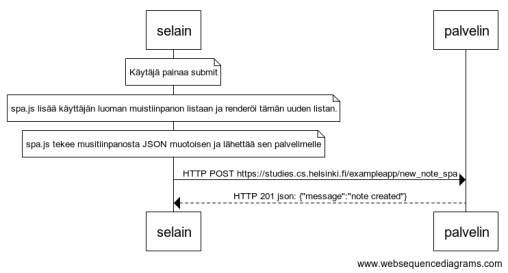 selain
palvelin
Käytäjä painaa submit
spa.js lisää käyttäjän luoman muistiinpanon listaan ja renderöi tämän uuden listan.
spa.js tekee musitiinpanosta JSON muotoisen ja lähettää sen palvelimelle
HTTP POST https://studies.cs.helsinki.fi/exampleapp/new_note_spa
HTTP 201 json: {"message":"note created"}
selain
palvelin
www.websequencediagrams.com